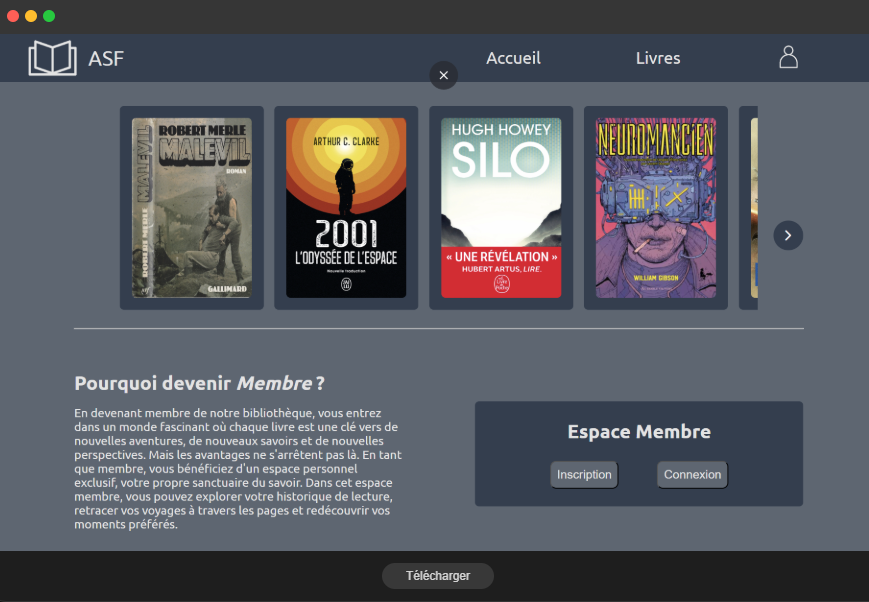 ASF
Accueil
Livres
MALEVIL
ROBERT MERLE
ROBERT MERLE
MALEVIL
ROMAN
GALLIMARD
ARTHUR C. CLARKE
2001
L'ODYSSÉE DE L'ESPACE
Nouvelle traduction
HUGH HOWEY
SILO
« UNE RÉVÉLATION »
HUBERT ARTUS, LIRE.
NEUROMANCIEN
WILLIAM GIBSON
Pourquoi devenir Membre ?
En devenant membre de notre bibliothèque, vous entrez
dans un monde fascinant où chaque livre est une clé vers de
nouvelles aventures, de nouveaux savoirs et de nouvelles
perspectives. Mais les avantages ne s'arrêtent pas là. En tant
que membre, vous bénéficiez d'un espace personnel
exclusif, votre propre sanctuaire du savoir. Dans cet espace
membre, vous pouvez explorer votre historique de lecture,
retracer vos voyages à travers les pages et redécouvrir vos
moments préférés.
Espace Membre
Inscription
Connexion
Télécharger